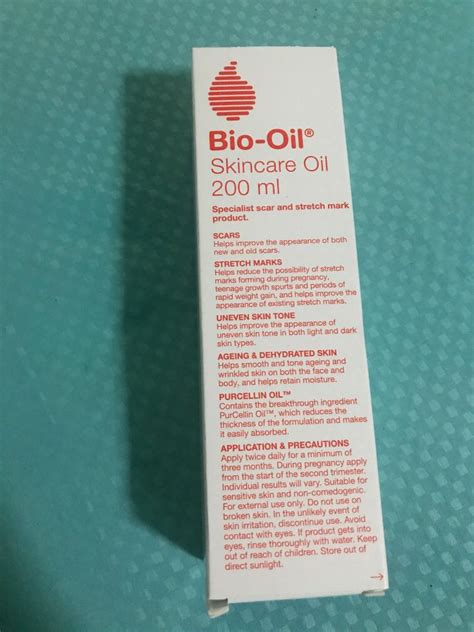 Bio-Oil®
Skincare Oil
200 ml
Specialist scar and stretch mark
product.
SCARS
Helps improve the appearance of both
new and old scars.
STRETCH MARKS
Helps reduce the possibility of stretch
marks forming during pregnancy,
teenage growth spurts and periods of
rapid weight gain, and helps improve the
appearance of existing stretch marks.
UNEVEN SKIN TONE
Helps improve the appearance of
uneven skin tone in both light and dark
skin types.
AGEING & DEHYDRATED SKIN
Helps smooth and tone ageing and
wrinkled skin on both the face and
body, and helps retain moisture.
PURCELLIN OIL™
Contains the breakthrough ingredient
PurCellin Oil™, which reduces the
thickness of the formulation and makes
it easily absorbed.
APPLICATION & PRECAUTIONS
Apply twice daily for a minimum of
three months. During pregnancy apply
from the start of the second trimester.
Individual results will vary. Suitable for
sensitive skin and non-comedogenic.
For external use only. Do not use on
broken skin. In the unlikely event of
skin irritation, discontinue use. Avoid
contact with eyes. If product gets into
eyes, rinse thoroughly with water. Keep
out of reach of children. Store out of
direct sunlight.